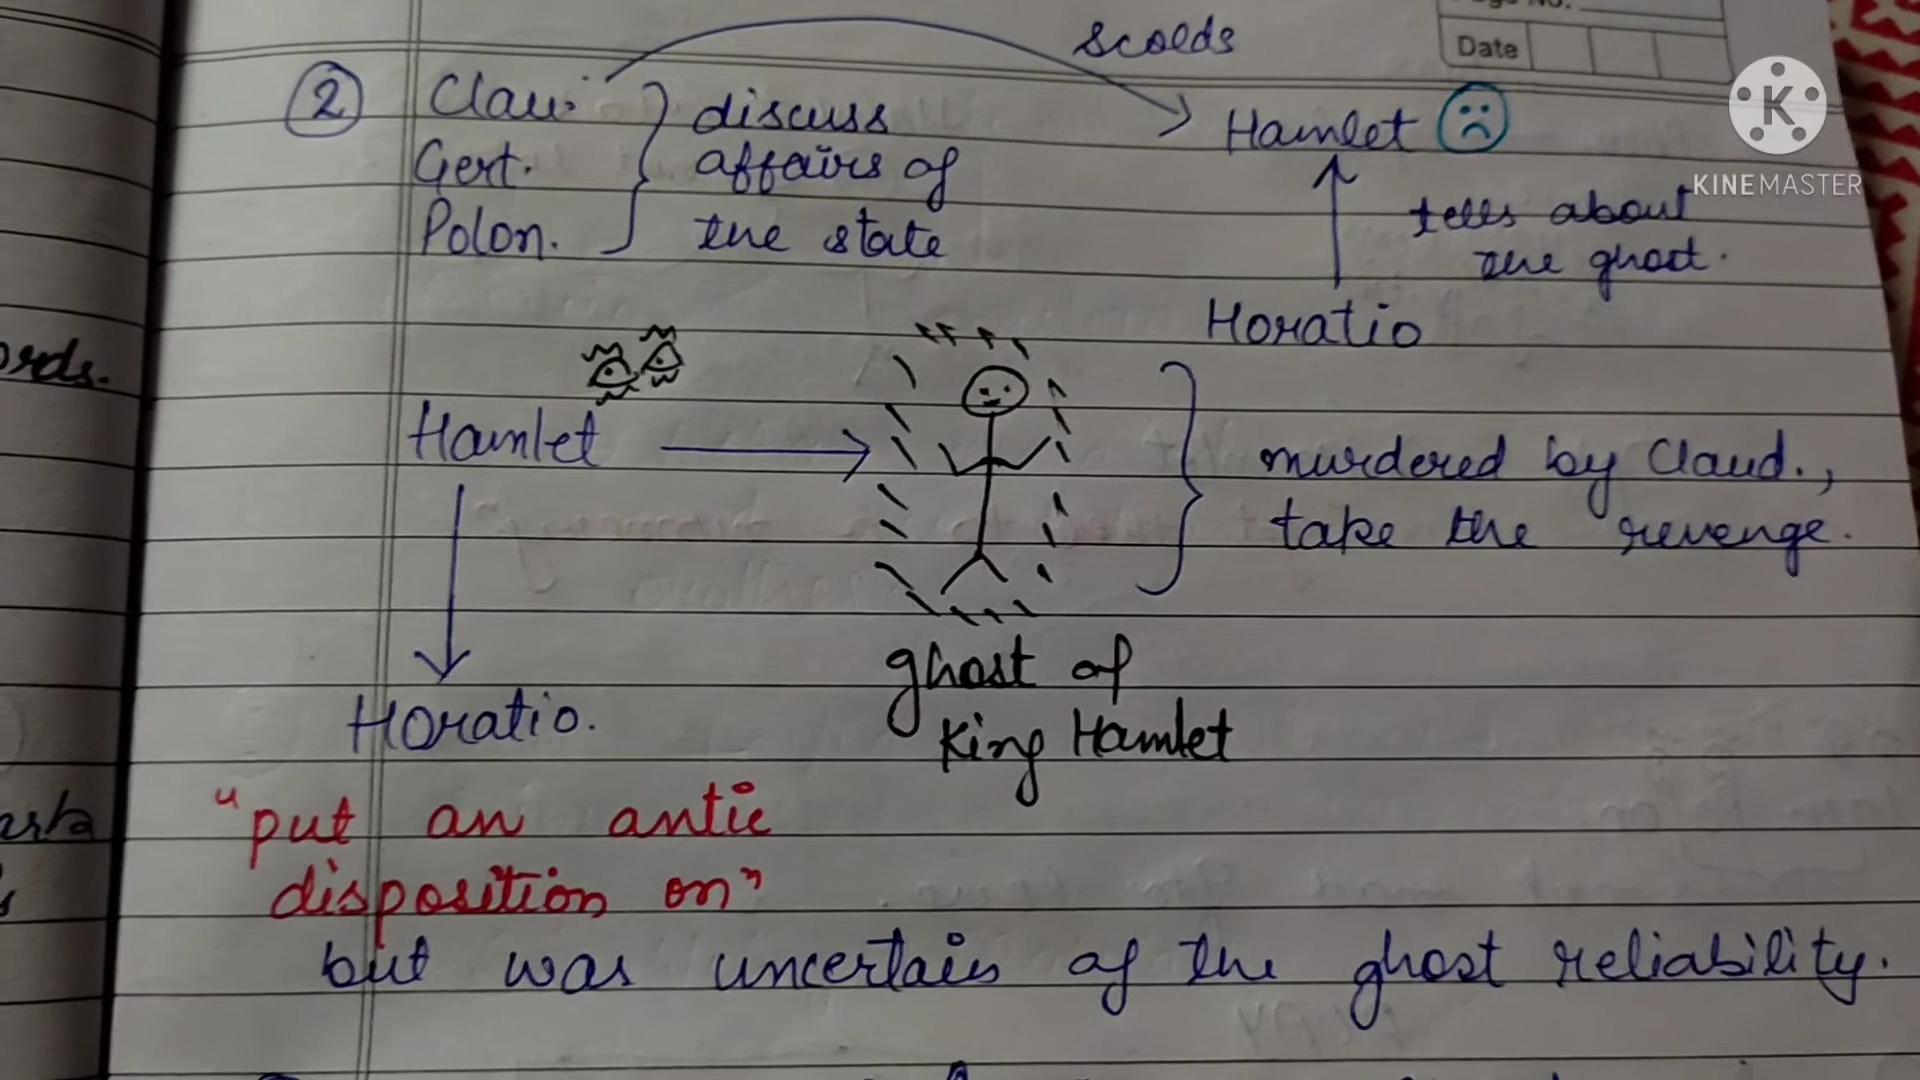 scolds
Date
KINEMASTER
2
Clau.
Gert.
Polon.
discuss
affairs of
the state
Hamlet
tells about
the ghost.
Horatio
Hamlet
murdered by Claud.,
take the revenge.
ghost of
King Hamlet
Horatio.
"put an antic
disposition on"
but was uncertain of the ghost reliability.
ords.